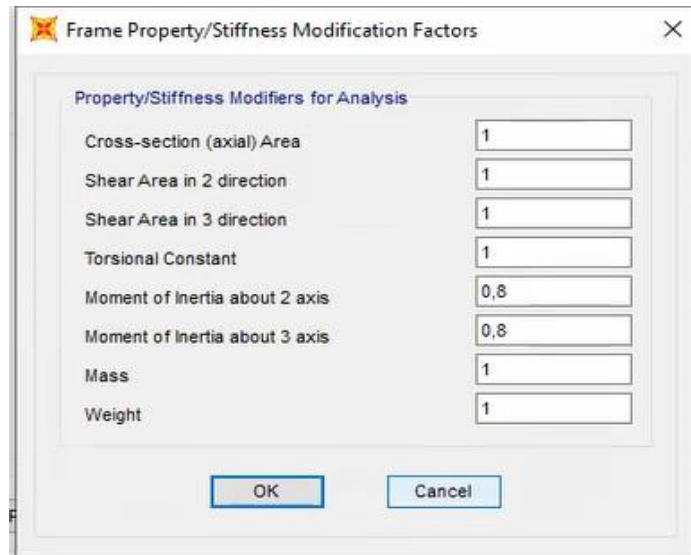 Frame Property/Stiffness Modification Factors
Property/Stiffness Modifiers for Analysis
Cross-section (axial) Area 1
Shear Area in 2 direction 1
Shear Area in 3 direction 1
Torsional Constant 1
Moment of Inertia about 2 axis 0,8
Moment of Inertia about 3 axis 0,8
Mass 1
Weight 1
OK Cancel